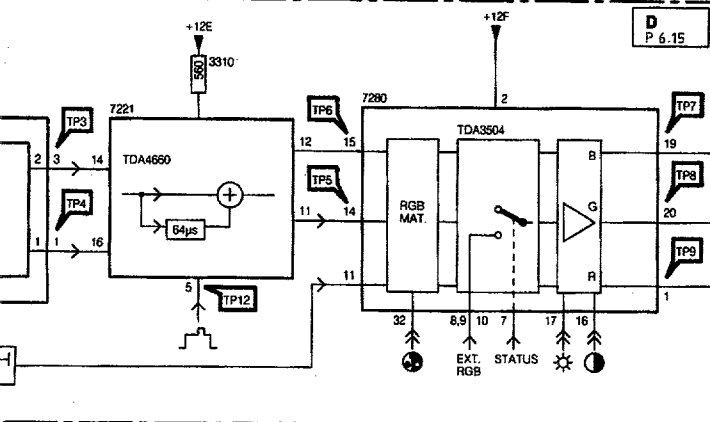 +12E
+12F
D
P 6.15
560
3310
7221
TP6
7280
2
TP7
TP3
12
15
TDA3504
19
2
3
14
TDA4660
B
TP5
TP8
TP4
11
14
RGB
MAT.
G
20
64µs
1
1
16
TP9
11
R
5
TP12
1
32
8,9
10
7
17
16
EXT.
RGB
STATUS